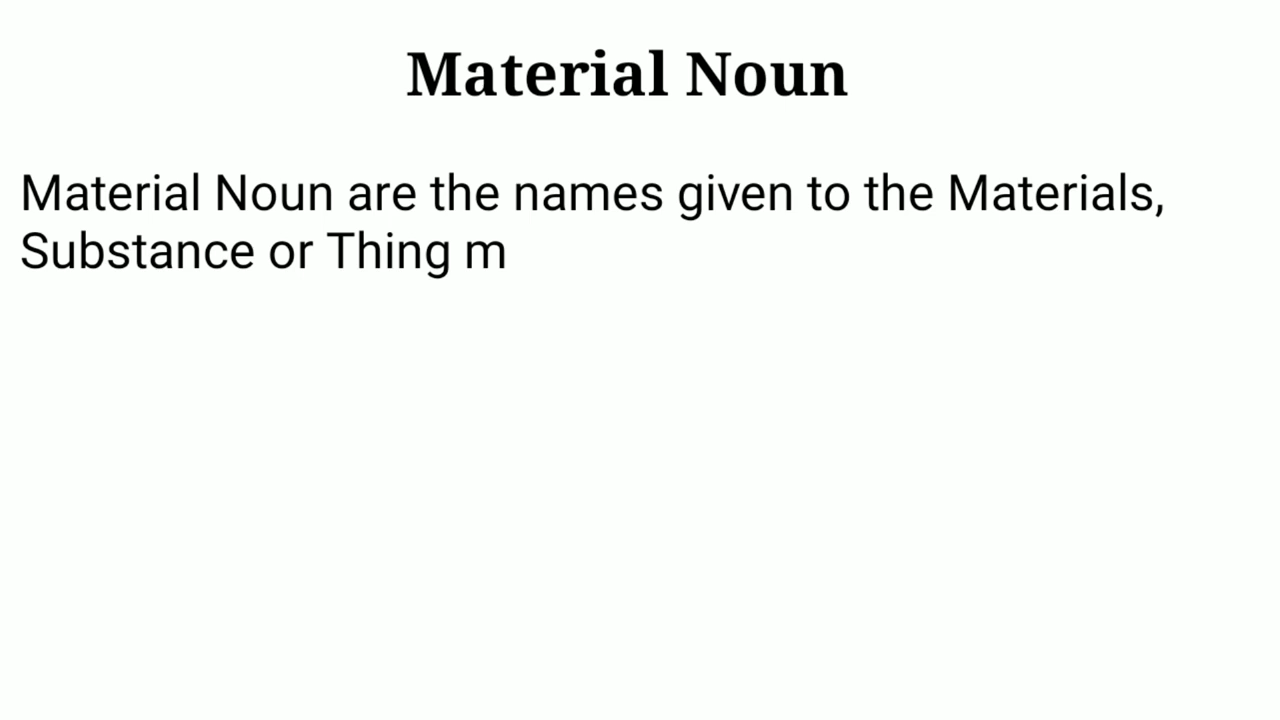 Material Noun
Material Noun are the names given to the Materials,
Substance or Thing m